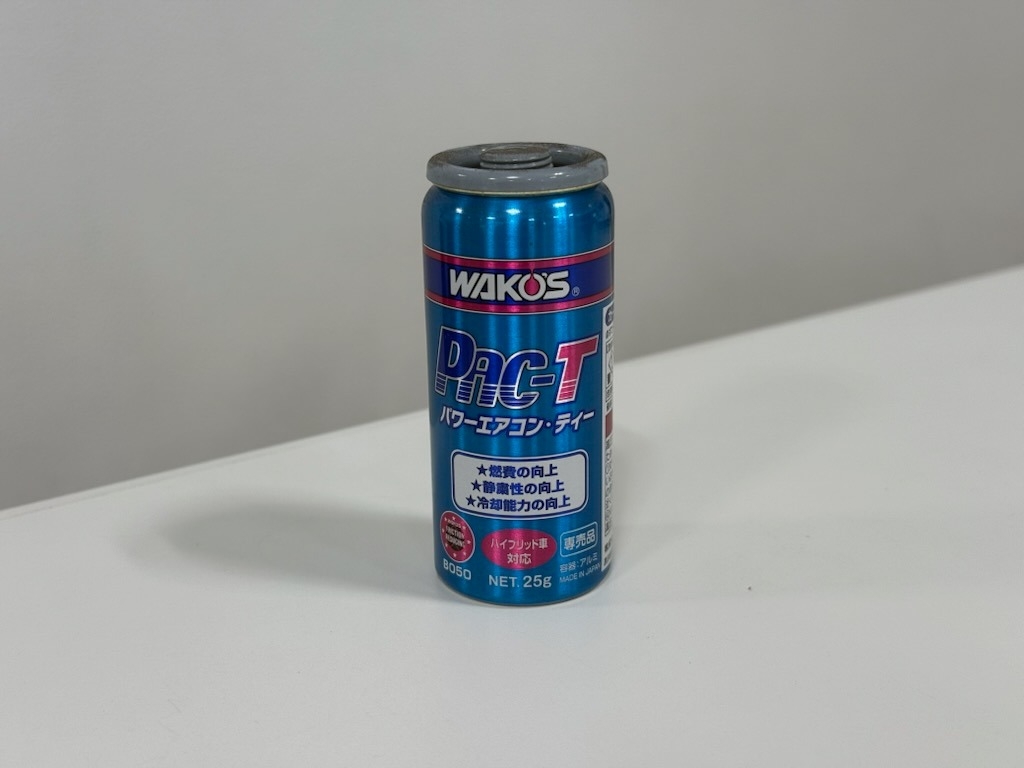 WAKO'S®
PAC-T
パワーエアコン・ティー
★燃費の向上
★静粛性の向上
★冷却能力の向上
ハイブリッド車
対応
専売品
B050
NET. 25g
容器：アルミ
MADE IN JAPAN